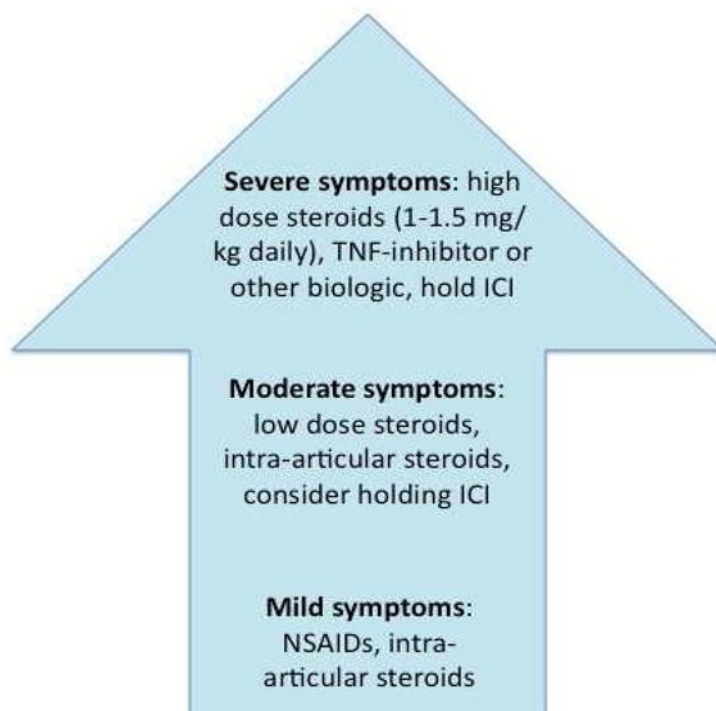 Severe symptoms: high
dose steroids (1-1.5 mg/
kg daily), TNF-inhibitor or
other biologic, hold ICI
Moderate symptoms:
low dose steroids,
intra-articular steroids,
consider holding ICI
Mild symptoms:
NSAIDs, intra-
articular steroids